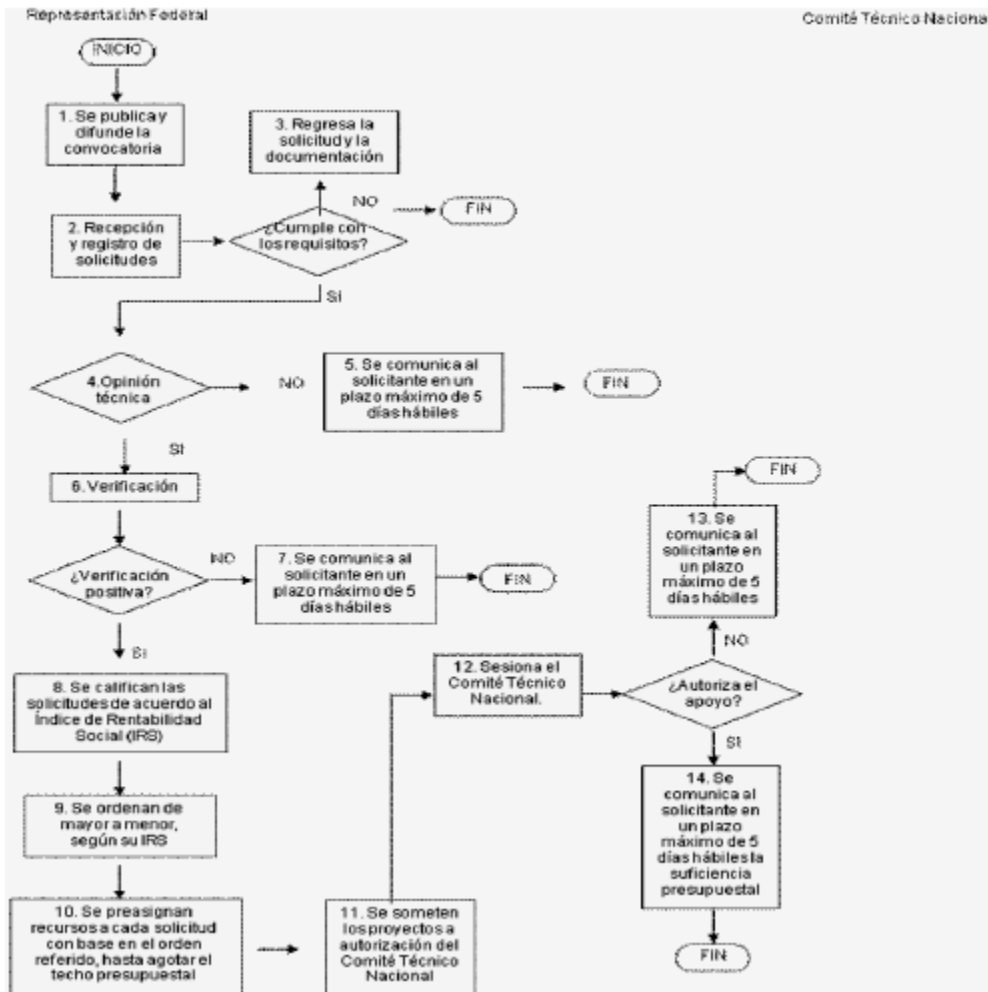 Representación Federal
Comité Técnico Naciona
INICIO
1. Se publica y
difunde la
convocatoria
3. Regresa la
solicitud y la
documentación
NO
FIN
2. Recepción
y registro de
solicitudes
¿Cumple con
los requisitos?
Si
4.Opinión
técnica
NO
5. Se comunica al
solicitante en un
plazo máximo de 5
días hábiles
FIN
Si
6. Verificación
¿Verificación
positiva?
NO
7. Se comunica al
solicitante en un
plazo máximo de 5
días hábiles
FIN
Si
8. Se califican las
solicitudes de acuerdo al
Índice de Rentabilidad
Social (IRS)
9. Se ordenan de
mayor a menor,
según su IRS
10. Se preasignan
recursos a cada solicitud
con base en el orden
referido, hasta agotar el
techo presupuestal
11. Se someten
los proyectos a
autorización del
Comité Técnico
Nacional
12. Sesiona el
Comité Técnico
Nacional.
¿Autoriza el
apoyo?
NO
13. Se
comunica al
solicitante en
un plazo
máximo de 5
días hábiles
FIN
Si
14. Se
comunica al
solicitante en
un plazo
máximo de 5
días hábiles la
suficiencia
presupuestal
FIN